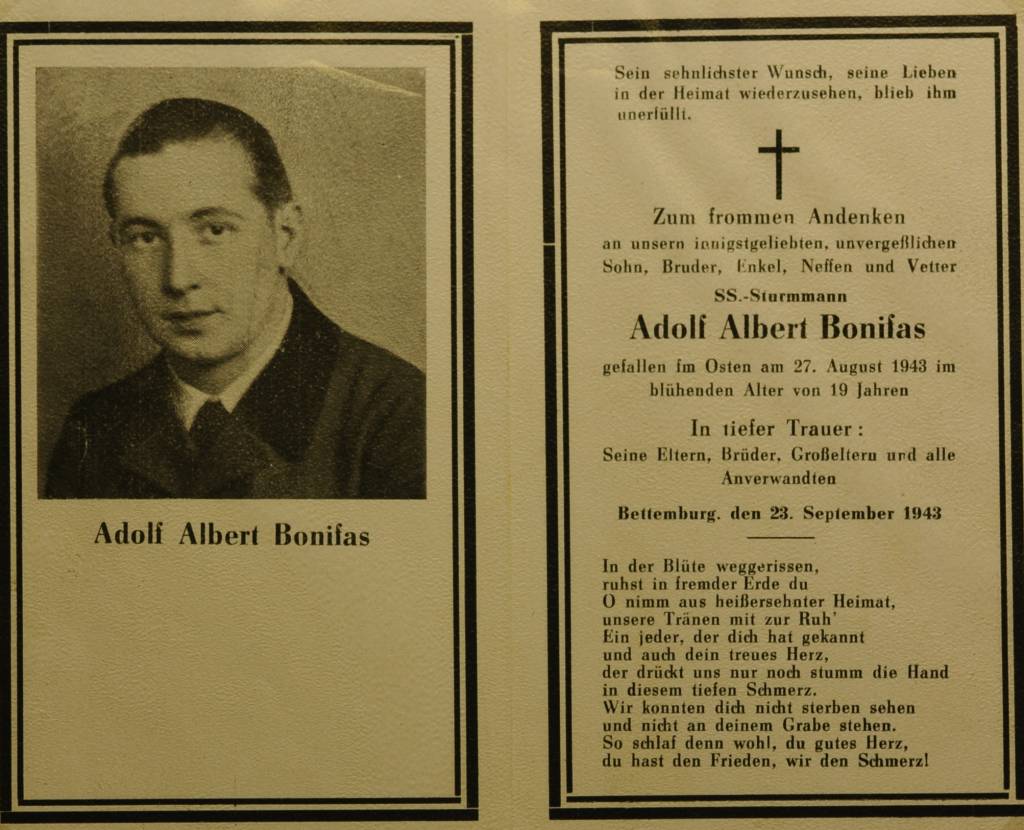 Adolf Albert Bonifas
Sein sehnlichster Wunsch, seine Lieben
in der Heimat wiederzusehen, blieb ihm
unerfüllt.
Zum frommen Andenken
an unsern innigstgeliebten, unvergeßlichen
Sohn, Bruder, Enkel, Neffen und Vetter
SS.-Sturmmann
Adolf Albert Bonifas
gefallen im Osten am 27. August 1943 im
blühenden Alter von 19 Jahren
In tiefer Trauer:
Seine Eltern, Brüder, Großeltern und alle
Anverwandten
Bettemburg, den 23. September 1943
In der Blüte weggerissen,
ruhst in fremder Erde du
O nimm aus heißersehnter Heimat,
unsere Tränen mit zur Ruh'
Ein jeder, der dich hat gekannt
und auch dein treues Herz,
der drückt uns nur noch stumm die Hand
in diesem tiefen Schmerz.
Wir konnten dich nicht sterben sehen
und nicht an deinem Grabe stehen.
So schlaf denn wohl, du gutes Herz,
du hast den Frieden, wir den Schmerz!